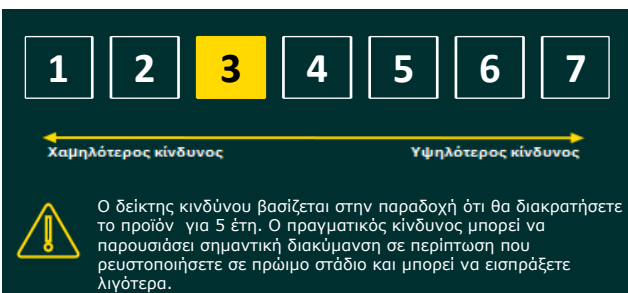 1 2 3 4 5 6 7
Χαμηλότερος κίνδυνος Υψηλότερος κίνδυνος
Ο δείκτης κινδύνου βασίζεται στην παραδοχή ότι θα διακρατήσετε
το προϊόν για 5 έτη. Ο πραγματικός κίνδυνος μπορεί να
παρουσιάσει σημαντική διακύμανση σε περίπτωση που
ρευστοποιήσετε σε πρώιμο στάδιο και μπορεί να εισπράξετε
λιγότερα.